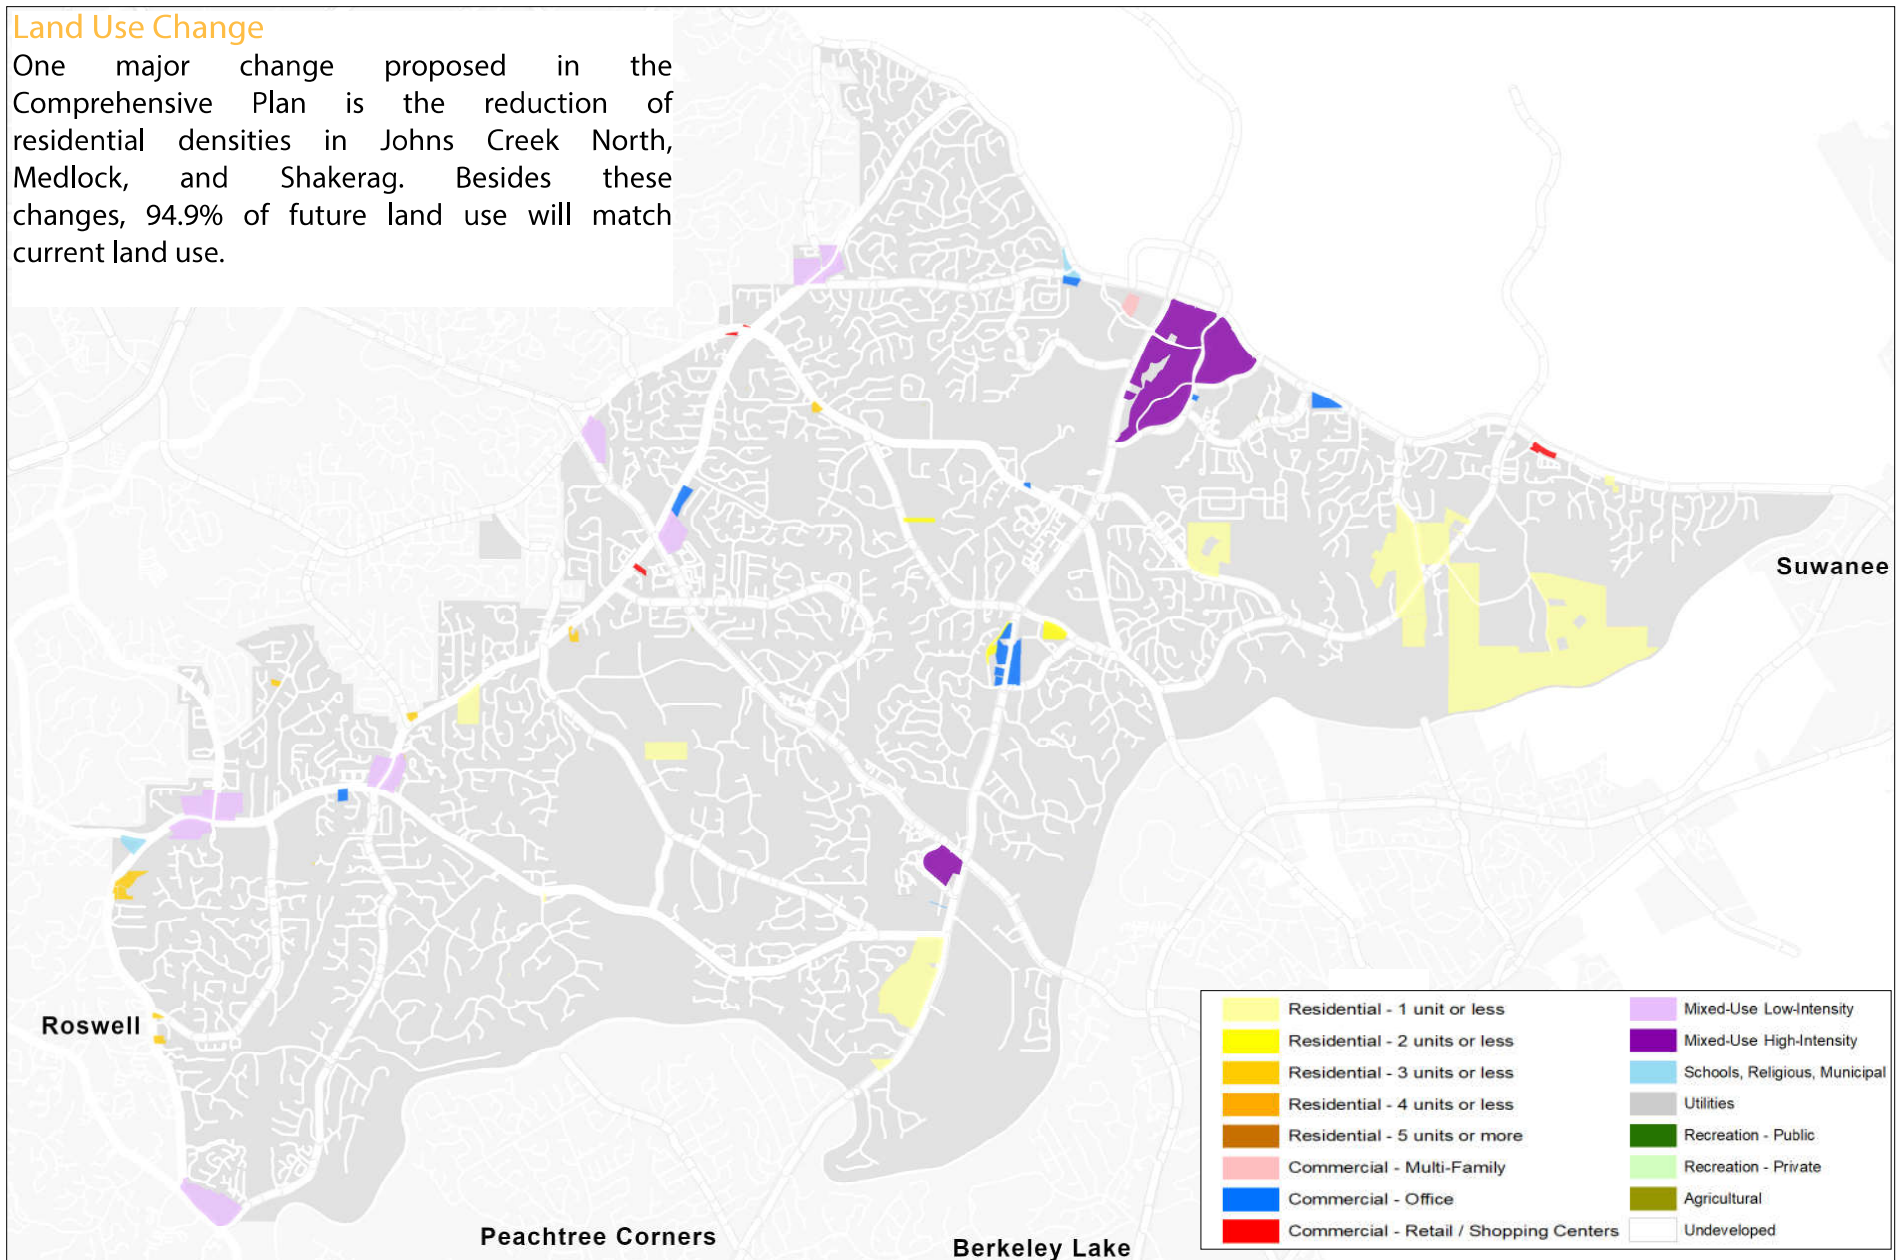 Land Use Change
One major change proposed in the
Comprehensive Plan is the reduction of
residential densities in Johns Creek North,
Medlock, and Shakerag. Besides these
changes, 94.9% of future land use will match
current land use.
Suwanee
Roswell
Peachtree Corners
Berkeley Lake
Residential - 1 unit or less
Residential - 2 units or less
Residential - 3 units or less
Residential - 4 units or less
Residential - 5 units or more
Commercial - Multi-Family
Commercial - Office
Commercial - Retail / Shopping Centers
Mixed-Use Low-Intensity
Mixed-Use High-Intensity
Schools, Religious, Municipal
Utilities
Recreation - Public
Recreation - Private
Agricultural
Undeveloped